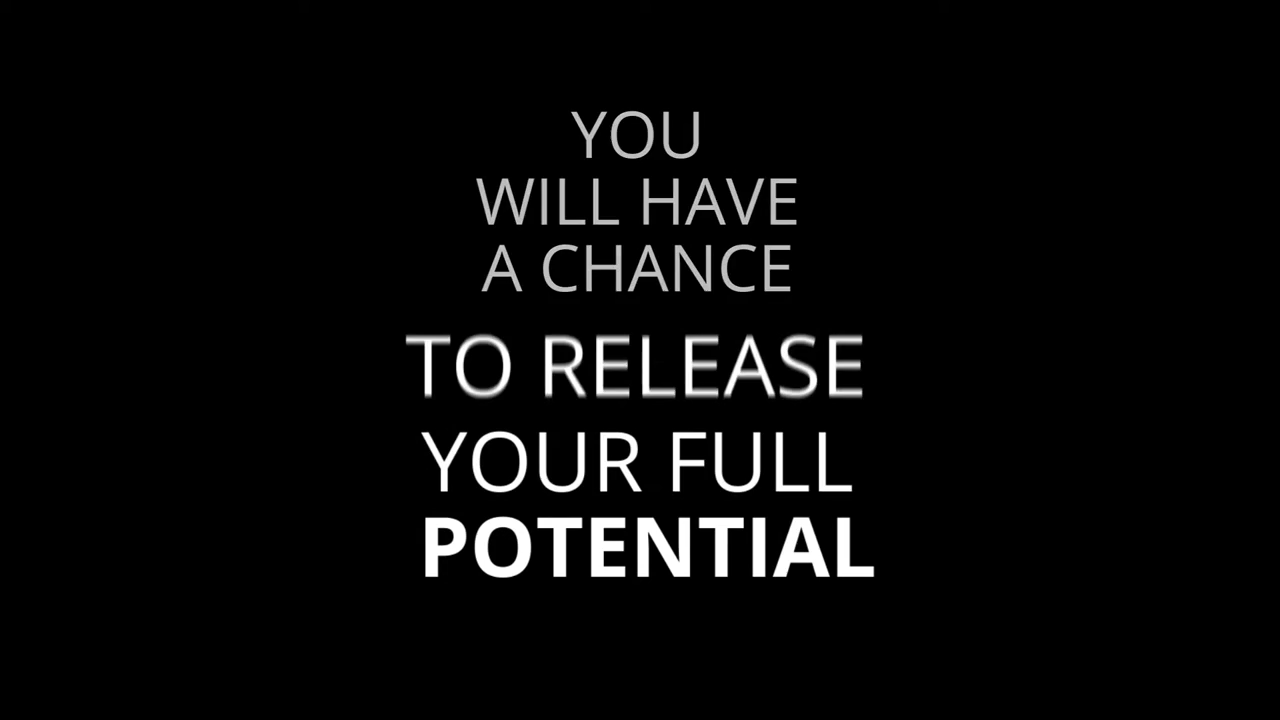 YOU
WILL HAVE
A CHANCE
TO RELEASE
YOUR FULL
POTENTIAL